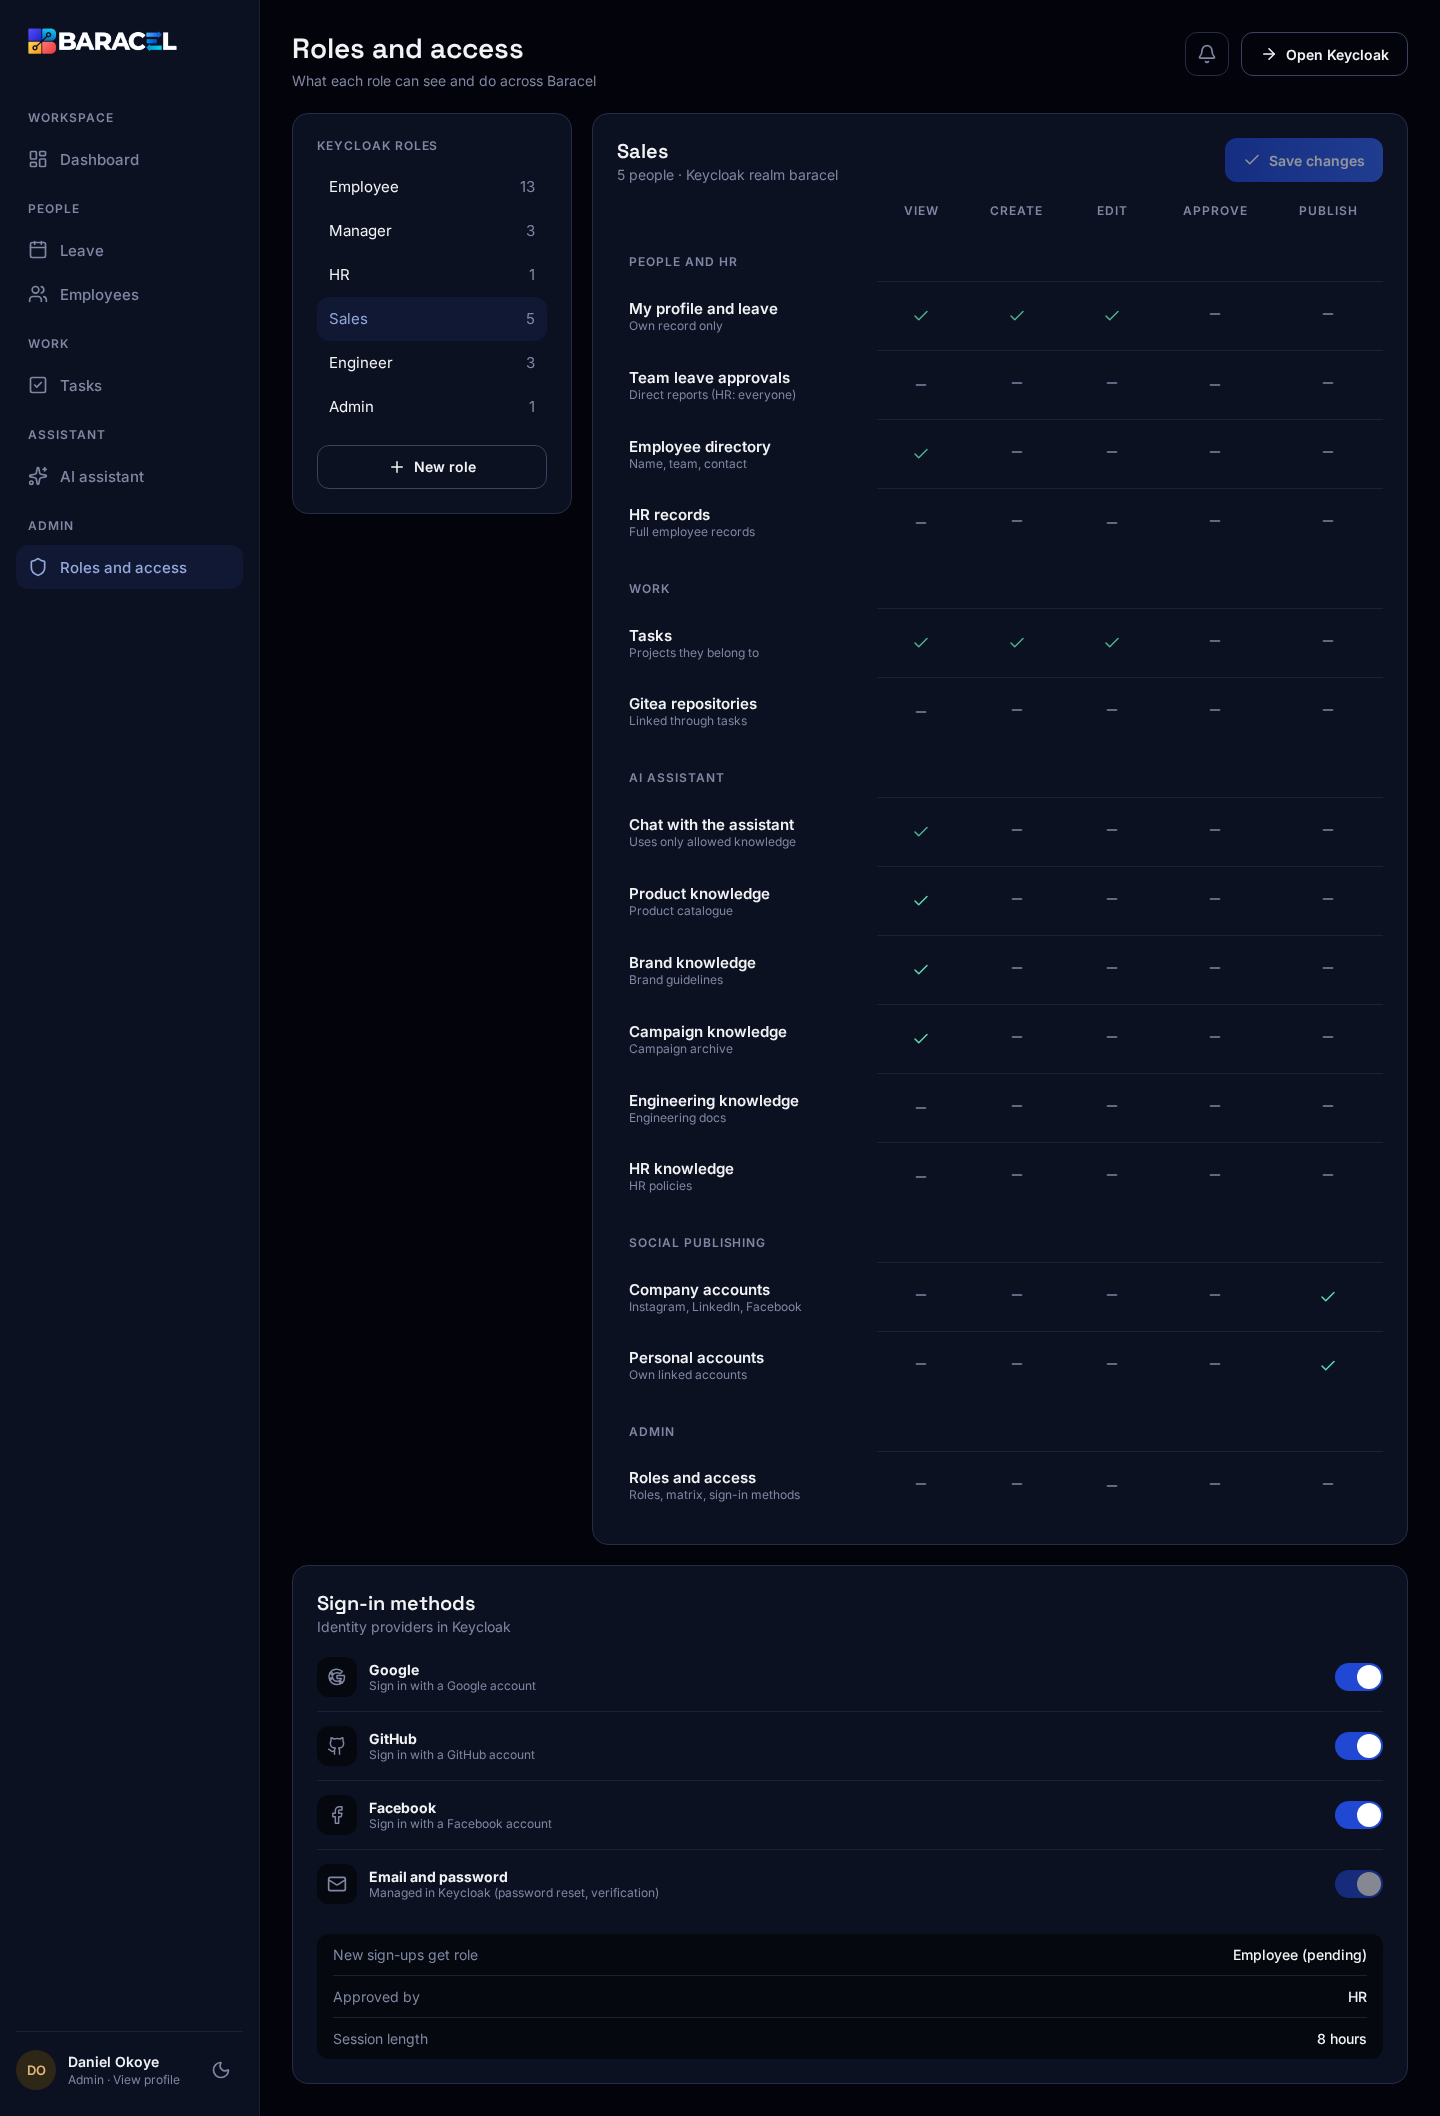 BARACEL
WORKSPACE
Dashboard
PEOPLE
Leave
Employees
WORK
Tasks
ASSISTANT
AI assistant
ADMIN
Roles and access
DO
Daniel Okoye
Admin · View profile
Roles and access
What each role can see and do across Baracel
Open Keycloak
KEYCLOAK ROLES
Employee 13
Manager 3
HR 1
Sales 5
Engineer 3
Admin 1
New role
Sales
5 people · Keycloak realm baracel
Save changes
VIEW CREATE EDIT APPROVE PUBLISH
PEOPLE AND HR
My profile and leave
Own record only
Team leave approvals
Direct reports (HR: everyone)
Employee directory
Name, team, contact
HR records
Full employee records
WORK
Tasks
Projects they belong to
Gitea repositories
Linked through tasks
AI ASSISTANT
Chat with the assistant
Uses only allowed knowledge
Product knowledge
Product catalogue
Brand knowledge
Brand guidelines
Campaign knowledge
Campaign archive
Engineering knowledge
Engineering docs
HR knowledge
HR policies
SOCIAL PUBLISHING
Company accounts
Instagram, LinkedIn, Facebook
Personal accounts
Own linked accounts
ADMIN
Roles and access
Roles, matrix, sign-in methods
Sign-in methods
Identity providers in Keycloak
Google
Sign in with a Google account
GitHub
Sign in with a GitHub account
Facebook
Sign in with a Facebook account
Email and password
Managed in Keycloak (password reset, verification)
New sign-ups get role Employee (pending)
Approved by HR
Session length 8 hours